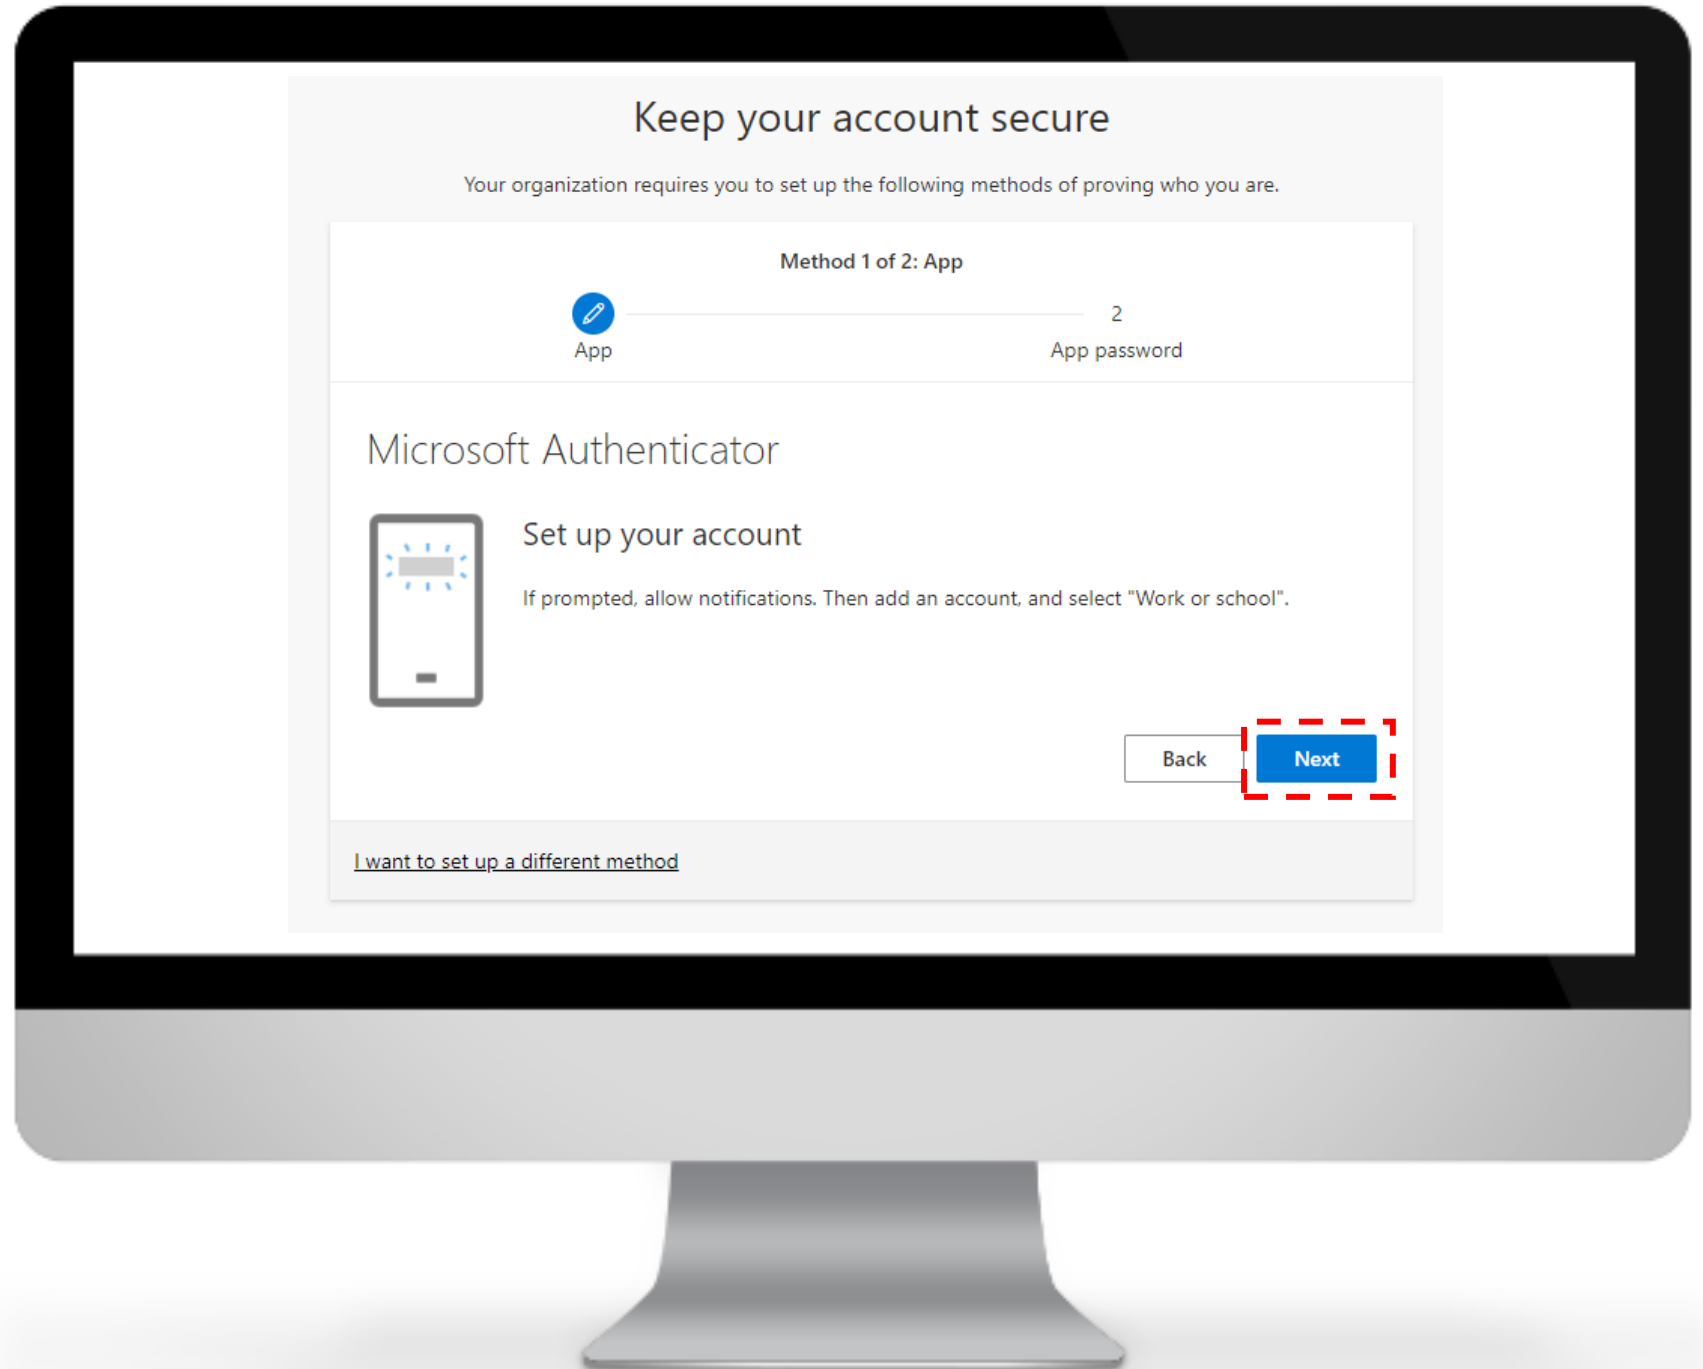 Keep your account secure
Your organization requires you to set up the following methods of proving who you are.
Method 1 of 2: App
2
App
App password
Microsoft Authenticator
Set up your account
If prompted, allow notifications. Then add an account, and select "Work or school".
Back
Next
I want to set up a different method